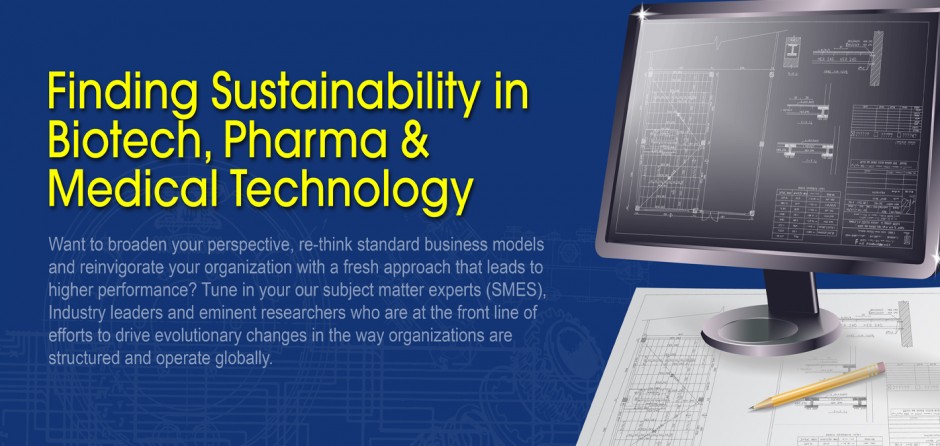 Finding Sustainability in
Biotech, Pharma &
Medical Technology
Want to broaden your perspective, re-think standard business models
and reinvigorate your organization with a fresh approach that leads to
higher performance? Tune in your our subject matter experts (SMES),
Industry leaders and eminent researchers who are at the front line of
efforts to drive evolutionary changes in the way organizations are
structured and operate globally.